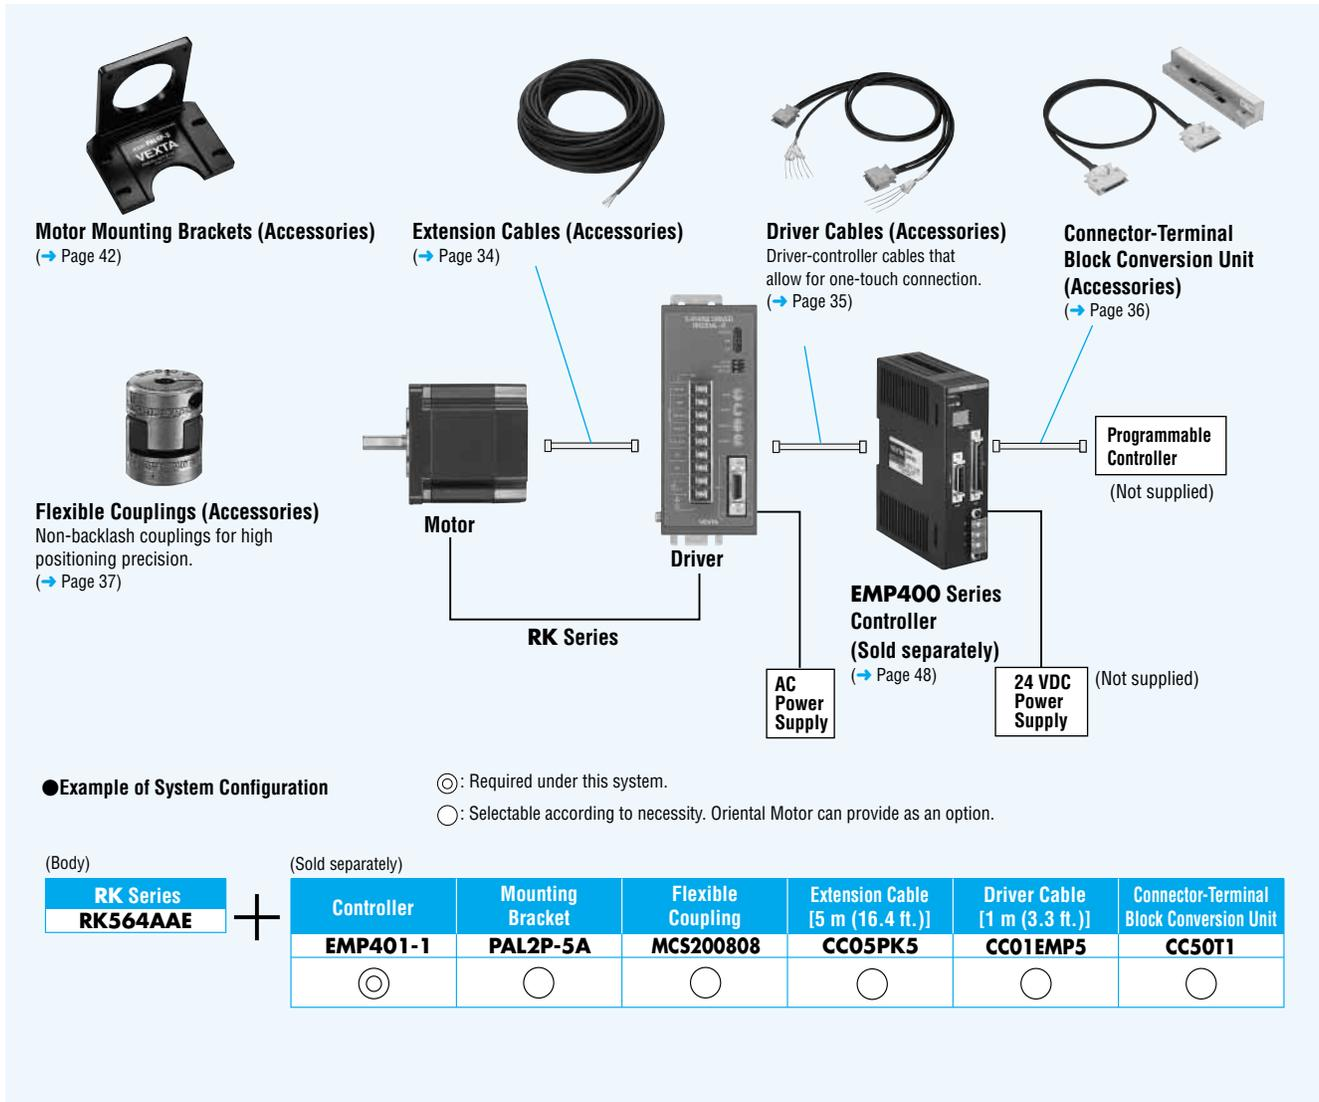 VEXTA
Motor Mounting Brackets (Accessories)
(➜ Page 42)
Extension Cables (Accessories)
(➜ Page 34)
Driver Cables (Accessories)
Driver-controller cables that
allow for one-touch connection.
(➜ Page 35)
Connector-Terminal
Block Conversion Unit
(Accessories)
(➜ Page 36)
Flexible Couplings (Accessories)
Non-backlash couplings for high
positioning precision.
(➜ Page 37)
Motor
VEXTA
Driver
RK Series
Programmable
Controller
(Not supplied)
EMP400 Series
Controller
(Sold separately)
(➜ Page 48)
AC
Power
Supply
24 VDC
Power
Supply
(Not supplied)
●Example of System Configuration
◎: Required under this system.
○: Selectable according to necessity. Oriental Motor can provide as an option.
(Body)
RK Series
RK564AAE
+
(Sold separately)
Controller
Mounting
Bracket
Flexible
Coupling
Extension Cable
[5 m (16.4 ft.)]
Driver Cable
[1 m (3.3 ft.)]
Connector-Terminal
Block Conversion Unit
EMP401-1
PAL2P-5A
MCS200808
CC05PK5
CC01EMP5
CC50T1
◎
○
○
○
○
○